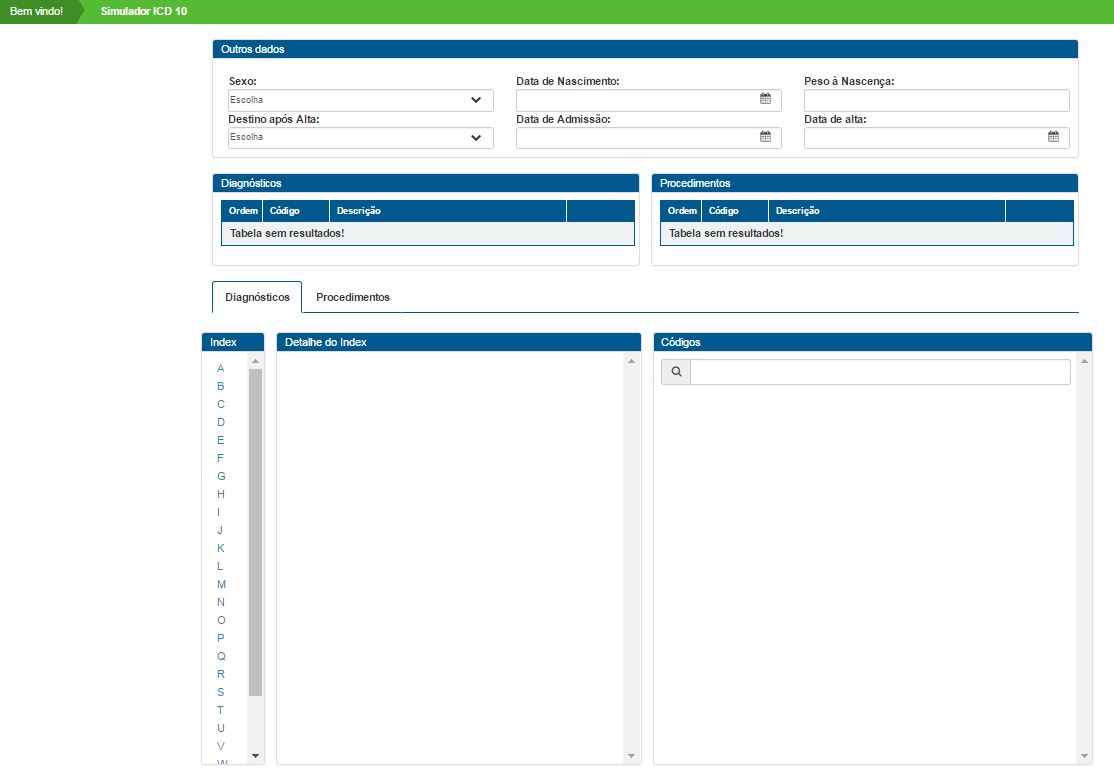 Bem vindo! Simulador ICD 10
Outros dados
Sexo: Data de Nascimento: Peso à Nascença:
Escolha
Destino após Alta: Data de Admissão: Data de alta:
Escolha
Diagnósticos Procedimentos
Ordem Código Descrição Ordem Código Descrição
Tabela sem resultados! Tabela sem resultados!
Diagnósticos Procedimentos
Index Detalhe do Index Códigos
A
B
C
D
E
F
G
H
I
J
K
L
M
N
O
P
Q
R
S
T
U
V
W